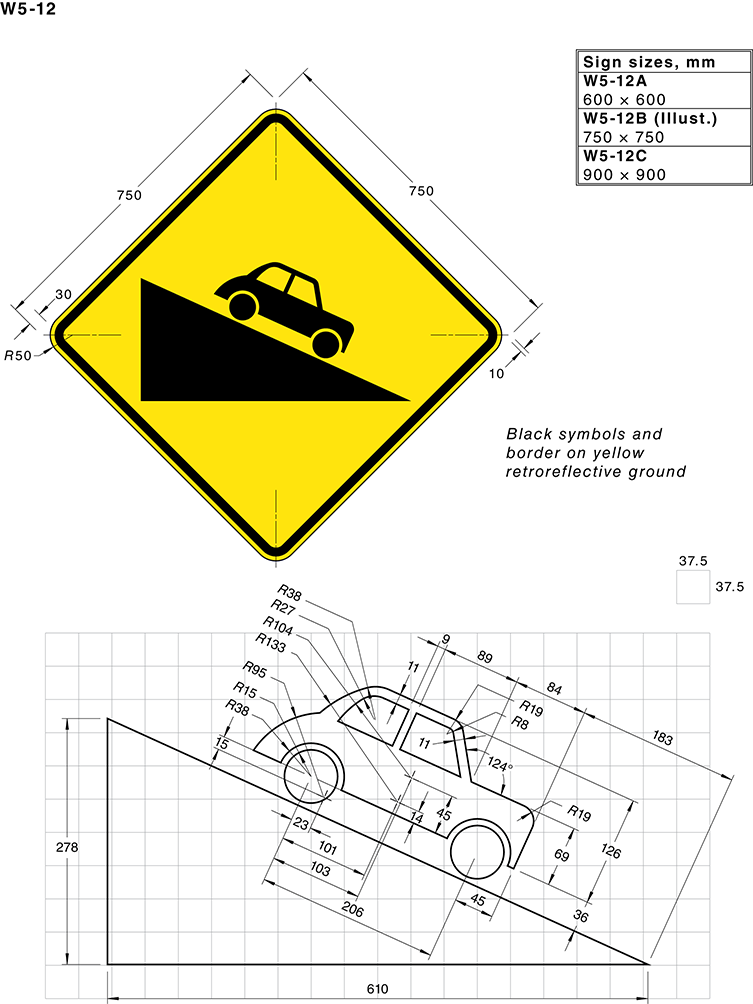 W5-12
Sign sizes, mm
W5-12A
600 × 600
W5-12B (Illust.)
750 × 750
W5-12C
900 × 900
750
750
30
R50
10
Black symbols and
border on yellow
retroreflective ground
37.5
37.5
R38
R27
R104
R133
R95
R15
R38
15
11
9
89
84
183
R19
R8
11
124°
R19
45
14
23
101
103
206
45
69
126
36
278
610